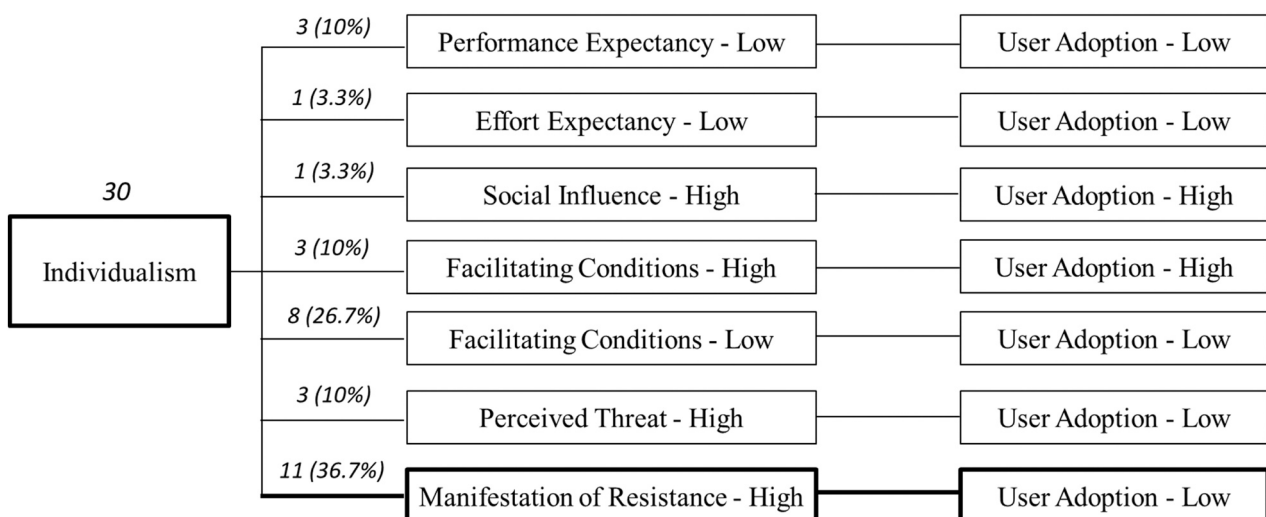 3 (10%)
Performance Expectancy - Low
User Adoption - Low
1 (3.3%)
Effort Expectancy - Low
User Adoption - Low
1 (3.3%)
Social Influence - High
User Adoption - High
30
Individualism
3 (10%)
Facilitating Conditions - High
User Adoption - High
8 (26.7%)
Facilitating Conditions - Low
User Adoption - Low
3 (10%)
Perceived Threat - High
User Adoption - Low
11 (36.7%)
Manifestation of Resistance - High
User Adoption - Low